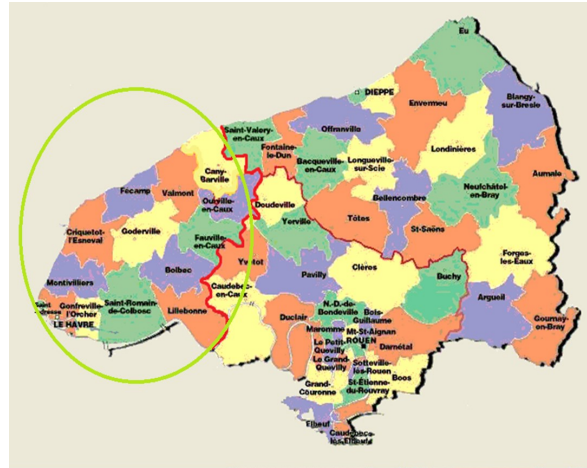 Eu
DIEPPE
Blangy-
sur-Bresle
Envermeu
Saint-Valery-
en-Caux
Offranville
Fontaine-
le-Dun
Londinières
Bacqueville-
en-Caux
Longueville-
sur-Scie
Cany-
Barville
Aumale
Fécamp
Valmont
Neufchâtel-
en-Bray
Bellencombre
Ourville-
en-Caux
Doudeville
Criquetot-
l'Esneval
Goderville
Yerville
Tôtes
St-Saëns
Fauville-
en-Caux
Forges-
les-Eaux
Yvetot
Bolbec
Clères
Montivilliers
Pavilly
Buchy
Caudebec-
en-Caux
Argueil
Saint-Romain-
de-Colbosc
Gonfreville-
l'Orcher
Lillebonne
N.-D.-de-
Bondeville
Bois-
Guillaume
LE HAVRE
Duclair
Gournay-
en-Bray
Maromme
Mt-St-Aignan
ROUEN
Darnétal
Le Petit-
Quevilly
Le Grand-
Quevilly
Sotteville-
lès-Rouen
Boos
Grand-
Couronne
St-Étienne-
du-Rouvray
Elbeuf
Caudebec-
lès-Elbeuf